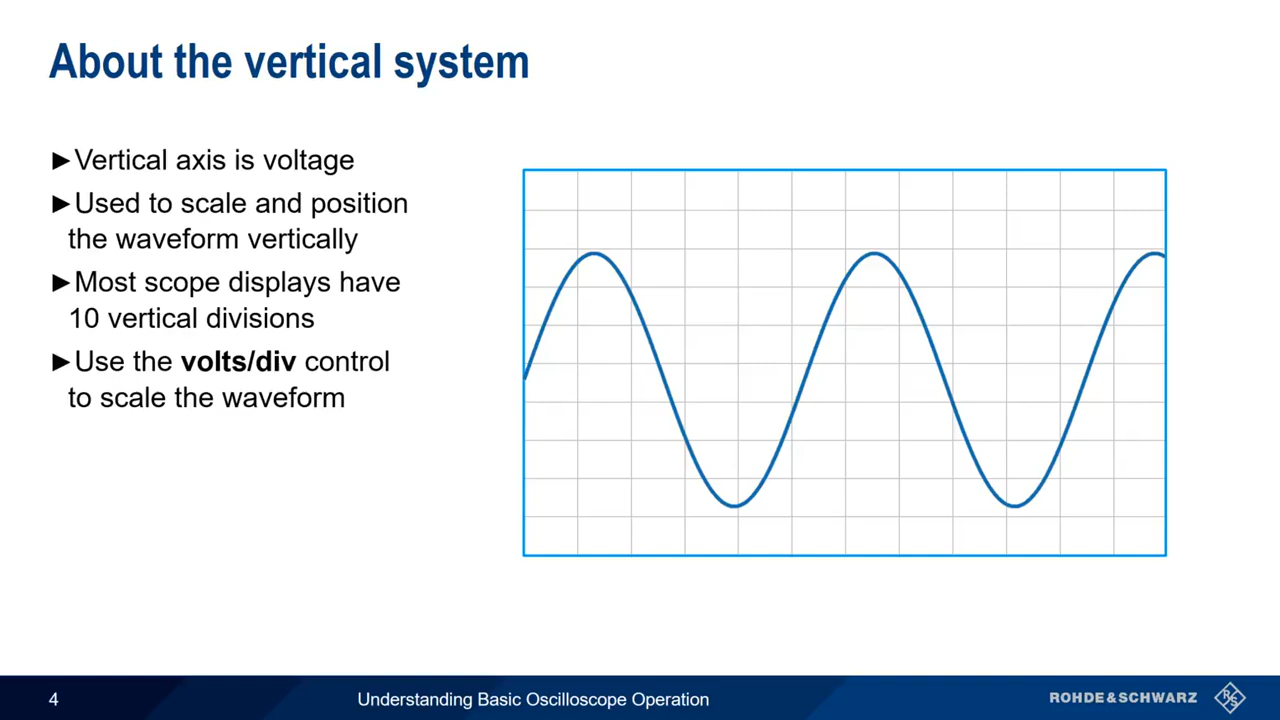 About the vertical system
►Vertical axis is voltage
►Used to scale and position
the waveform vertically
►Most scope displays have
10 vertical divisions
►Use the volts/div control
to scale the waveform
4
Understanding Basic Oscilloscope Operation
ROHDE & SCHWARZ
R
S